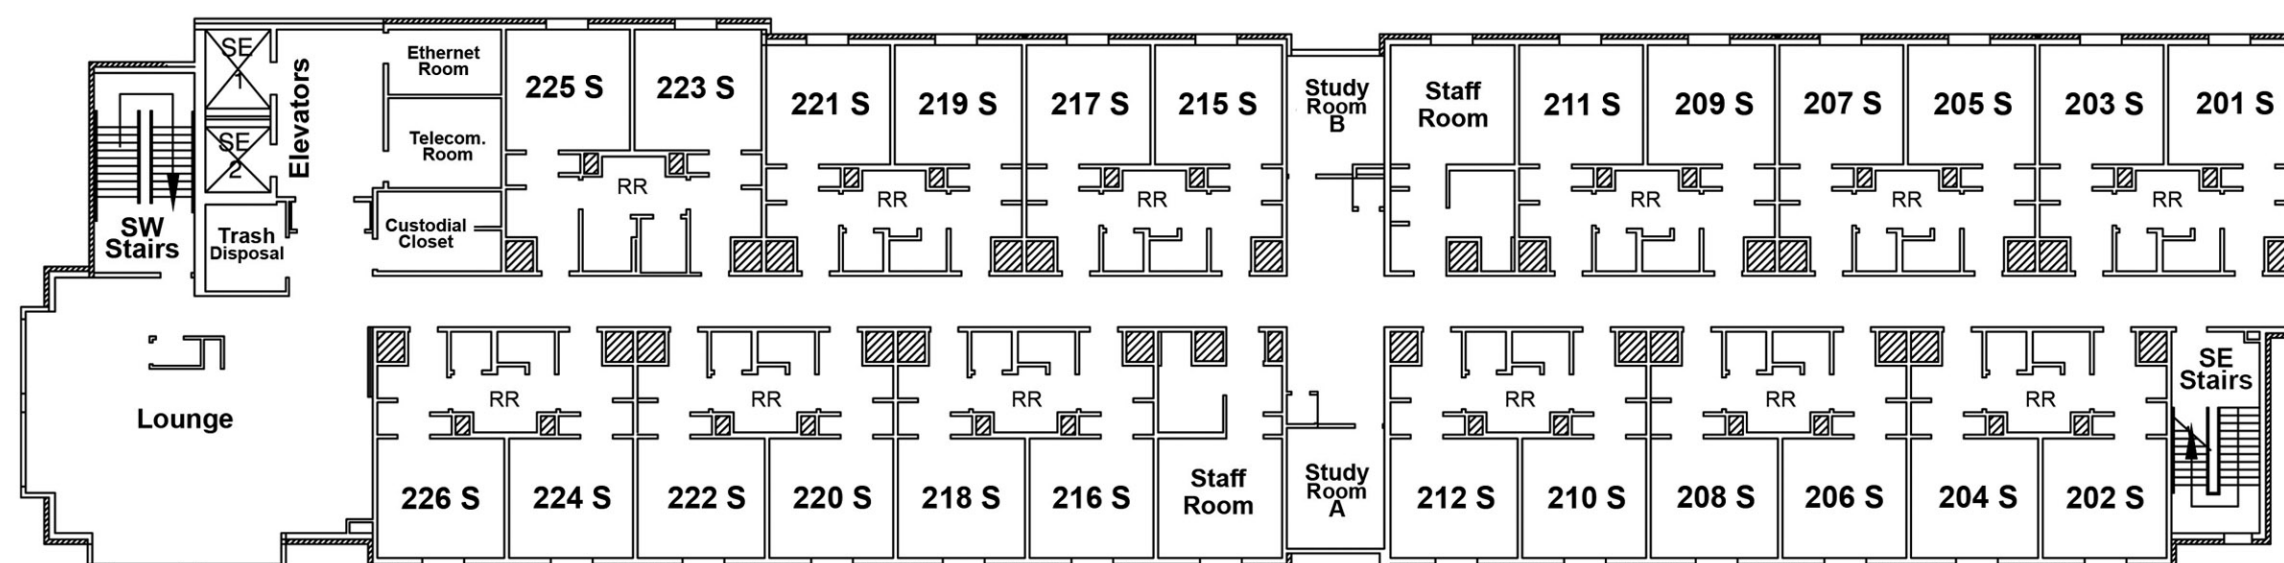 SE
1
SE
2
Elevators
Ethernet
Room
Telecom.
Room
Custodial
Closet
Trash
Disposal
SW
Stairs
225 S
223 S
RR
221 S
219 S
RR
217 S
215 S
RR
Study
Room
B
Staff
Room
211 S
209 S
RR
207 S
205 S
RR
203 S
201 S
RR
Lounge
RR
226 S
224 S
RR
222 S
220 S
RR
218 S
216 S
Staff
Room
Study
Room
A
RR
212 S
210 S
RR
208 S
206 S
RR
204 S
202 S
SE
Stairs